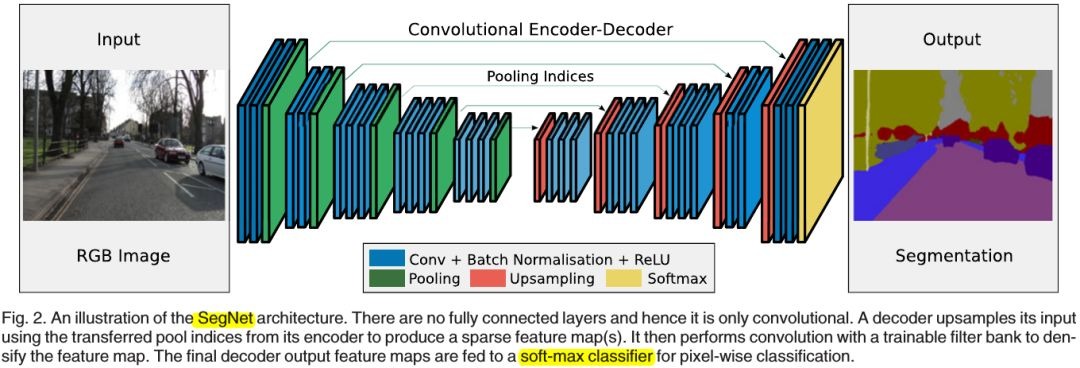 Input
Convolutional Encoder-Decoder
Output
Pooling Indices
RGB Image
Segmentation
Conv + Batch Normalisation + ReLU
Pooling
Upsampling
Softmax
Fig. 2. An illustration of the SegNet architecture. There are no fully connected layers and hence it is only convolutional. A decoder upsamples its input
using the transferred pool indices from its encoder to produce a sparse feature map(s). It then performs convolution with a trainable filter bank to den-
sify the feature map. The final decoder output feature maps are fed to a soft-max classifier for pixel-wise classification.